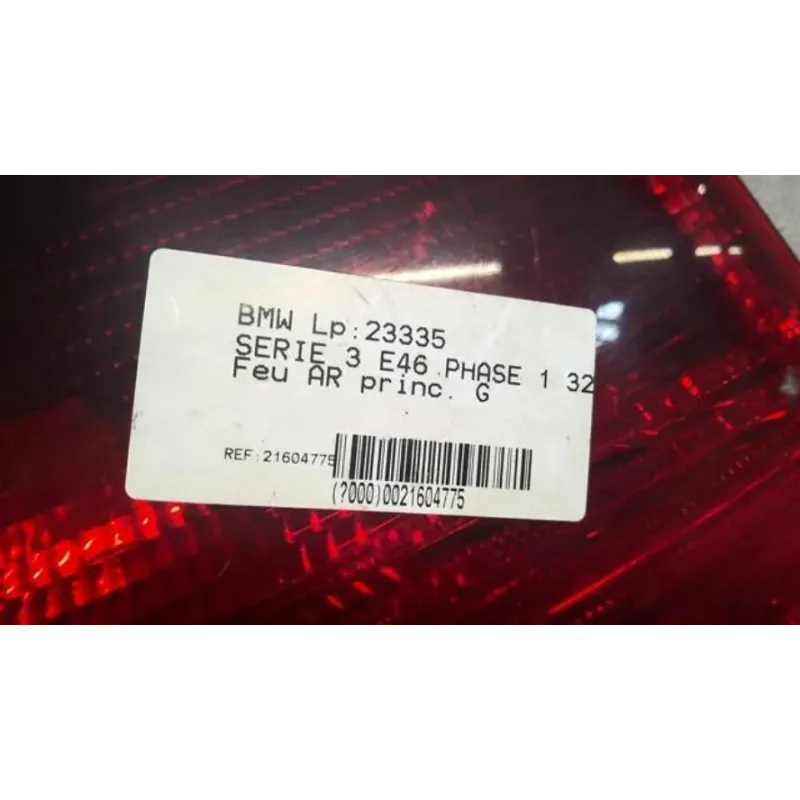 BMW Lp:23335
SERIE 3 E46 PHASE 1 32
Feu AR princ. G
REF:21604775
(?000)0021604775